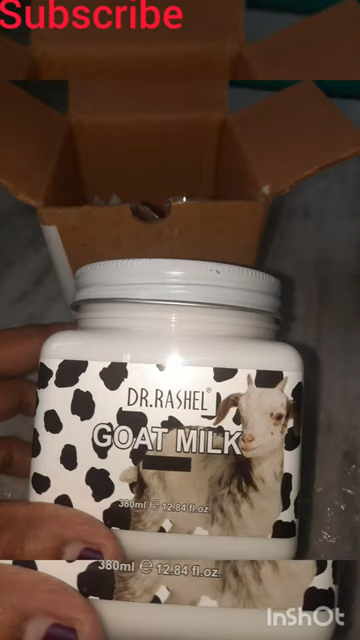 Subscribe
DR.RASHEL®
GOAT MILK
380ml ℮ 12.84 fl.oz
380ml ℮ 12.84 fl.oz.
InShOt